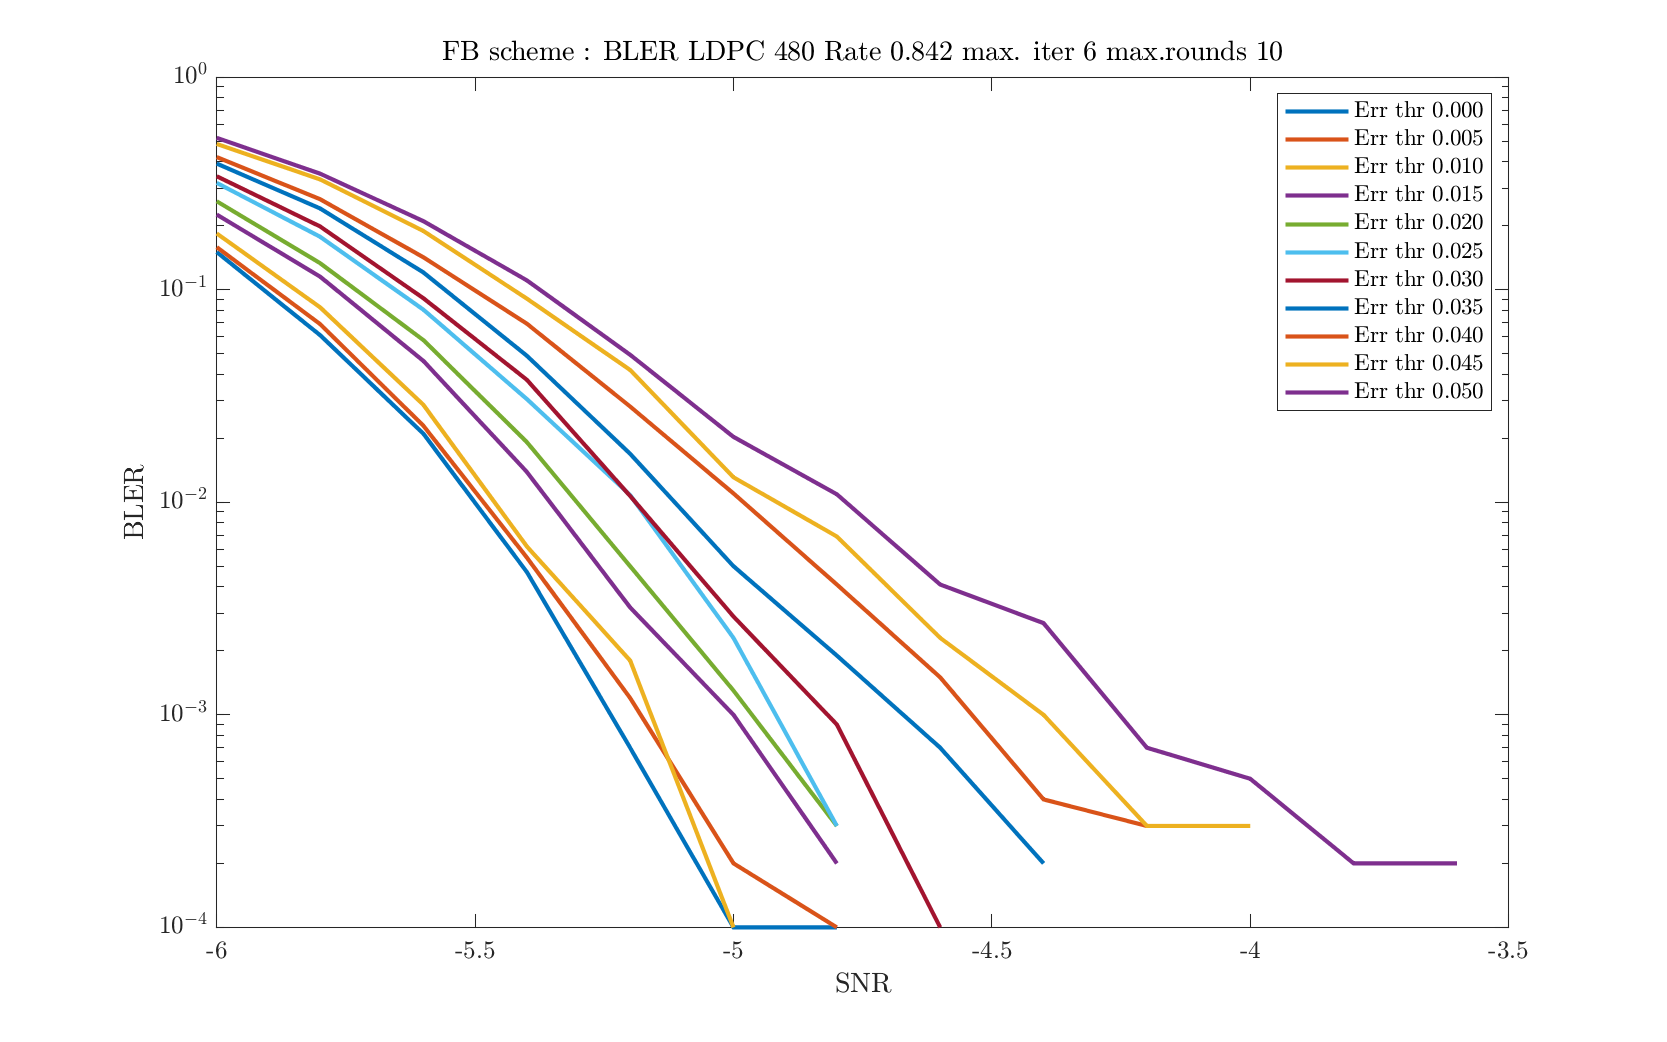 FB scheme : BLER LDPC 480 Rate 0.842 max. iter 6 max.rounds 10
10^0
10^-1
10^-2
10^-3
10^-4
BLER
Err thr 0.000
Err thr 0.005
Err thr 0.010
Err thr 0.015
Err thr 0.020
Err thr 0.025
Err thr 0.030
Err thr 0.035
Err thr 0.040
Err thr 0.045
Err thr 0.050
-6 -5.5 -5 -4.5 -4 -3.5
SNR